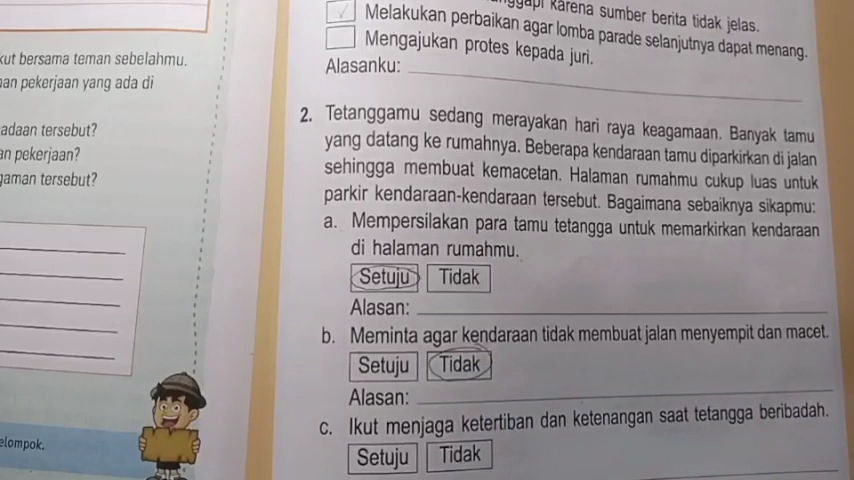 kut bersama teman sebelahmu.
pekerjaan yang ada di
tersebut?
pekerjaan?
tersebut?
elompok.
karena sumber berita tidak jelas.
Melakukan perbaikan agar lomba parade selanjutnya dapat menang.
Mengajukan protes kepada juri.
Alasanku:
2. Tetanggamu sedang merayakan hari raya keagamaan. Banyak tamu
yang datang ke rumahnya. Beberapa kendaraan tamu diparkirkan di jalan
sehingga membuat kemacetan. Halaman rumahmu cukup luas untuk
parkir kendaraan-kendaraan tersebut. Bagaimana sebaiknya sikapmu:
a. Mempersilakan para tamu tetangga untuk memarkirkan kendaraan
di halaman rumahmu.
Setuju Tidak
Alasan:
b. Meminta agar kendaraan tidak membuat jalan menyempit dan macet.
Setuju Tidak
Alasan:
c. Ikut menjaga ketertiban dan ketenangan saat tetangga beribadah.
Setuju Tidak